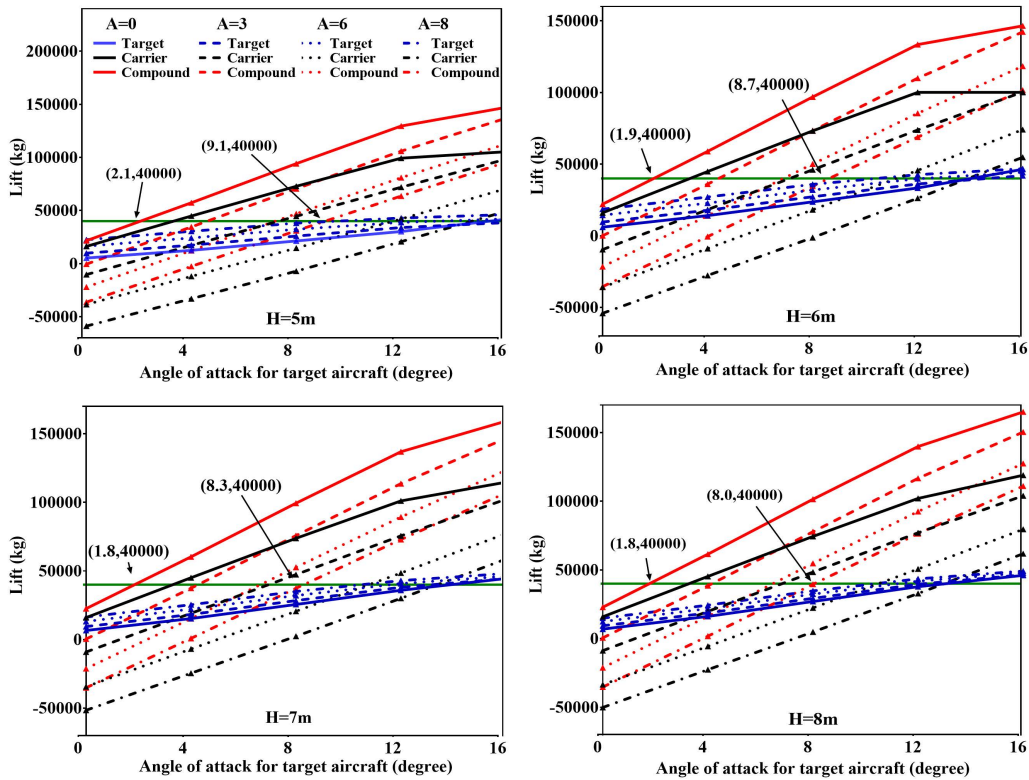 A=0 A=3 A=6 A=8
Target Target Target Target
Carrier Carrier Carrier Carrier
Compound Compound Compound Compound
Lift (kg)
200000
150000
100000
50000
0
-50000
(2.1,40000)
(9.1,40000)
H=5m
0 4 8 12 16
Angle of attack for target aircraft (degree)
Lift (kg)
150000
100000
50000
0
-50000
(1.9,40000)
(8.7,40000)
H=6m
0 4 8 12 16
Angle of attack for target aircraft (degree)
Lift (kg)
150000
100000
50000
0
-50000
(1.8,40000)
(8.3,40000)
H=7m
0 4 8 12 16
Angle of attack for target aircraft (degree)
Lift (kg)
150000
100000
50000
0
-50000
(1.8,40000)
(8.0,40000)
H=8m
0 4 8 12 16
Angle of attack for target aircraft (degree)